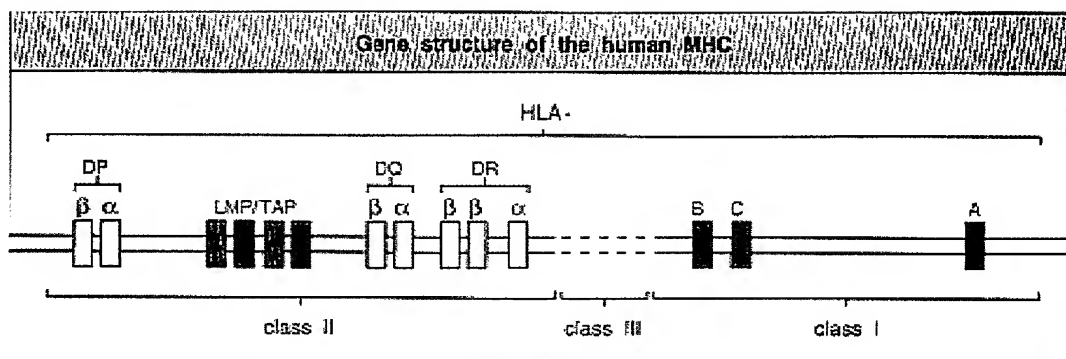 Gene structure of the human MHC
HLA-
DP DQ DR
β α LMP/TAP β α β β α B C A
class II class III class I